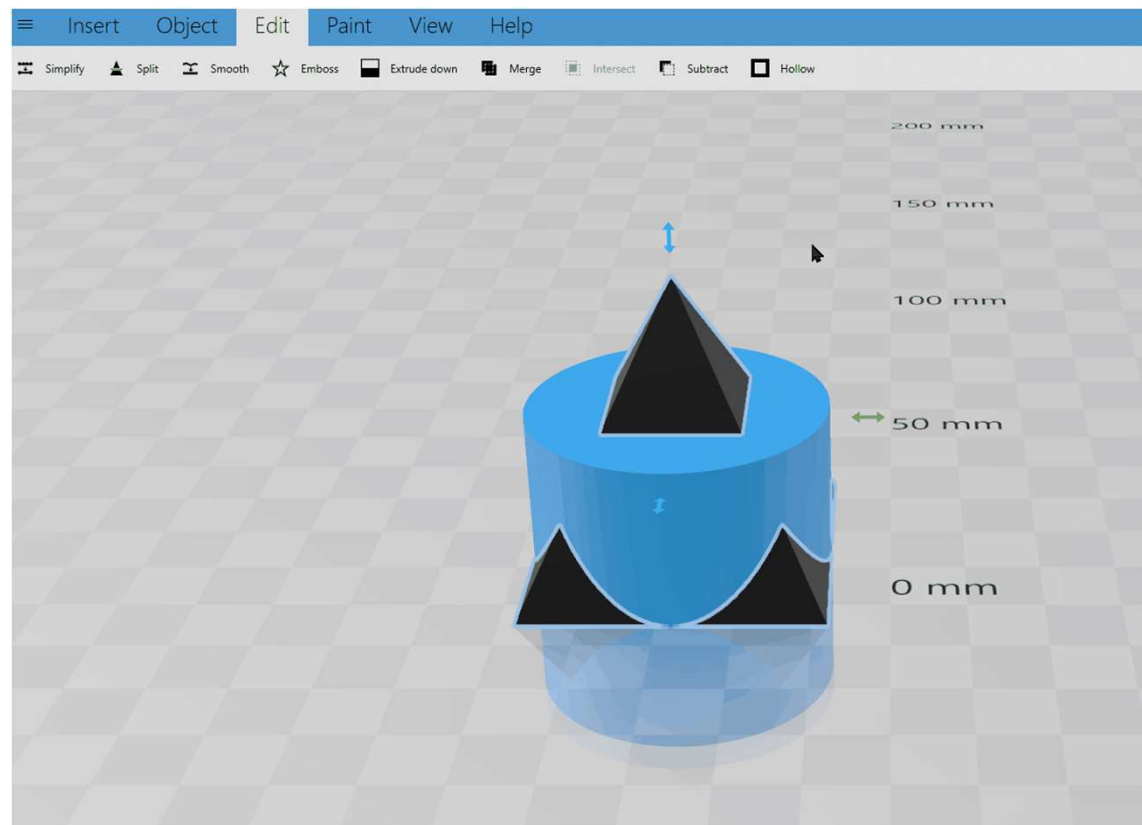 Insert Object Edit Paint View Help
Simplify Split Smooth Emboss Extrude down Merge Intersect Subtract Hollow
200 mm
150 mm
100 mm
50 mm
0 mm